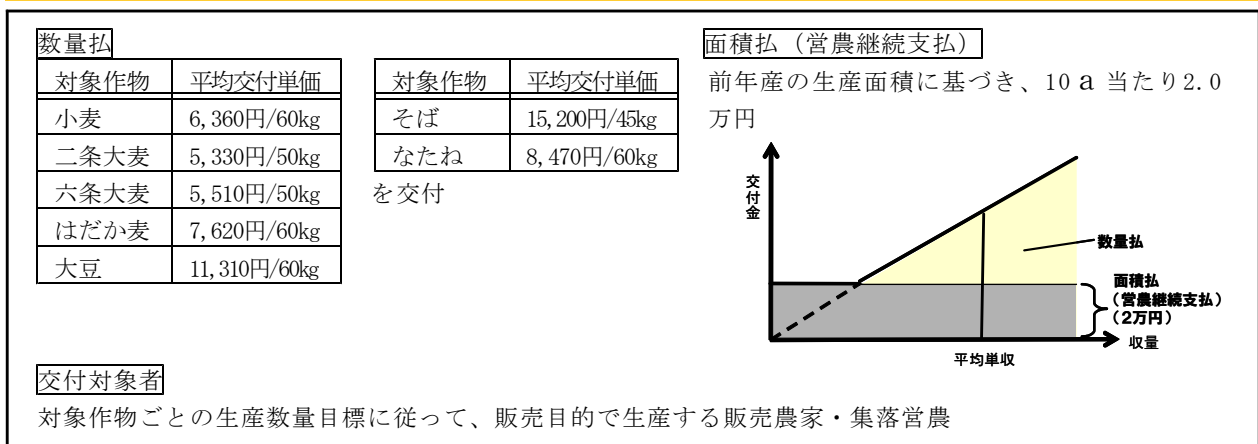 数量払
対象作物 平均交付単価
小麦 6,360円/60kg
二条大麦 5,330円/50kg
六条大麦 5,510円/50kg
はだか麦 7,620円/60kg
大豆 11,310円/60kg
対象作物 平均交付単価
そば 15,200円/45kg
なたね 8,470円/60kg
を交付
面積払（営農継続支払）
前年産の生産面積に基づき、10a当たり2.0
万円
交付金
数量払
面積払
（営農継続支払）
（2万円）
収量
平均単収
交付対象者
対象作物ごとの生産数量目標に従って、販売目的で生産する販売農家・集落営農